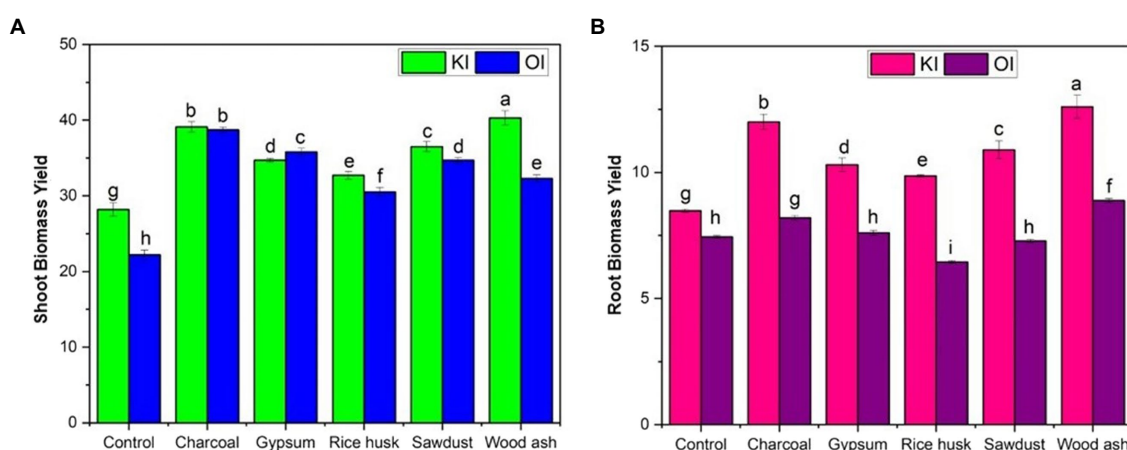 A
Shoot Biomass Yield
50
40
30
20
10
0
KI OI
g h b b d c e f c d a e
Control Charcoal Gypsum Rice husk Sawdust Wood ash
B
Root Biomass Yield
15
10
5
0
KI OI
g h b g d h e i c h a f
Control Charcoal Gypsum Rice husk Sawdust Wood ash